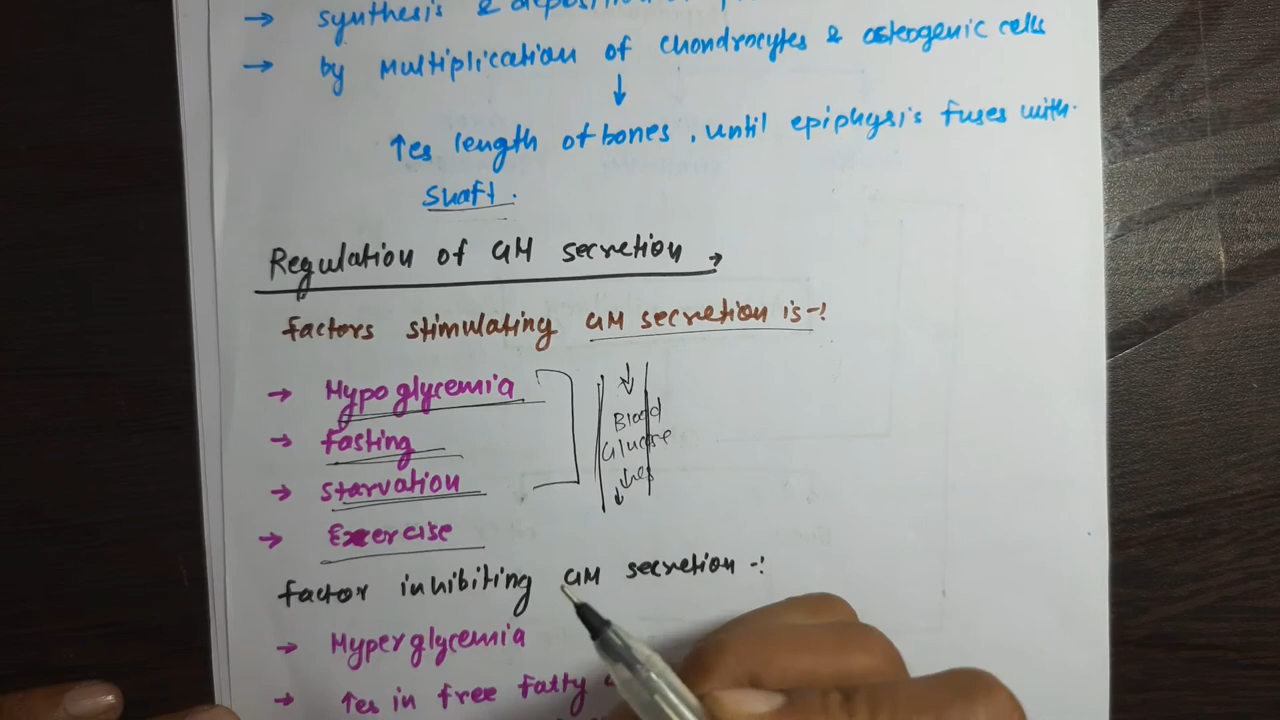 → synthesis & deposition
→ by Multiplication of chondrocytes & osteogenic cells
↓
↑es length of bones, until epiphysis fuses with
shaft.
Regulation of GH secretion →
factors stimulating GH secretion is -:
→ Hypoglycemia
→ fasting
→ starvation
→ Exercise
↓
Blood
Glucose
↓es
↓
factor inhibiting GH secretion -:
→ Hyperglycemia
→ ↑es in free fatty